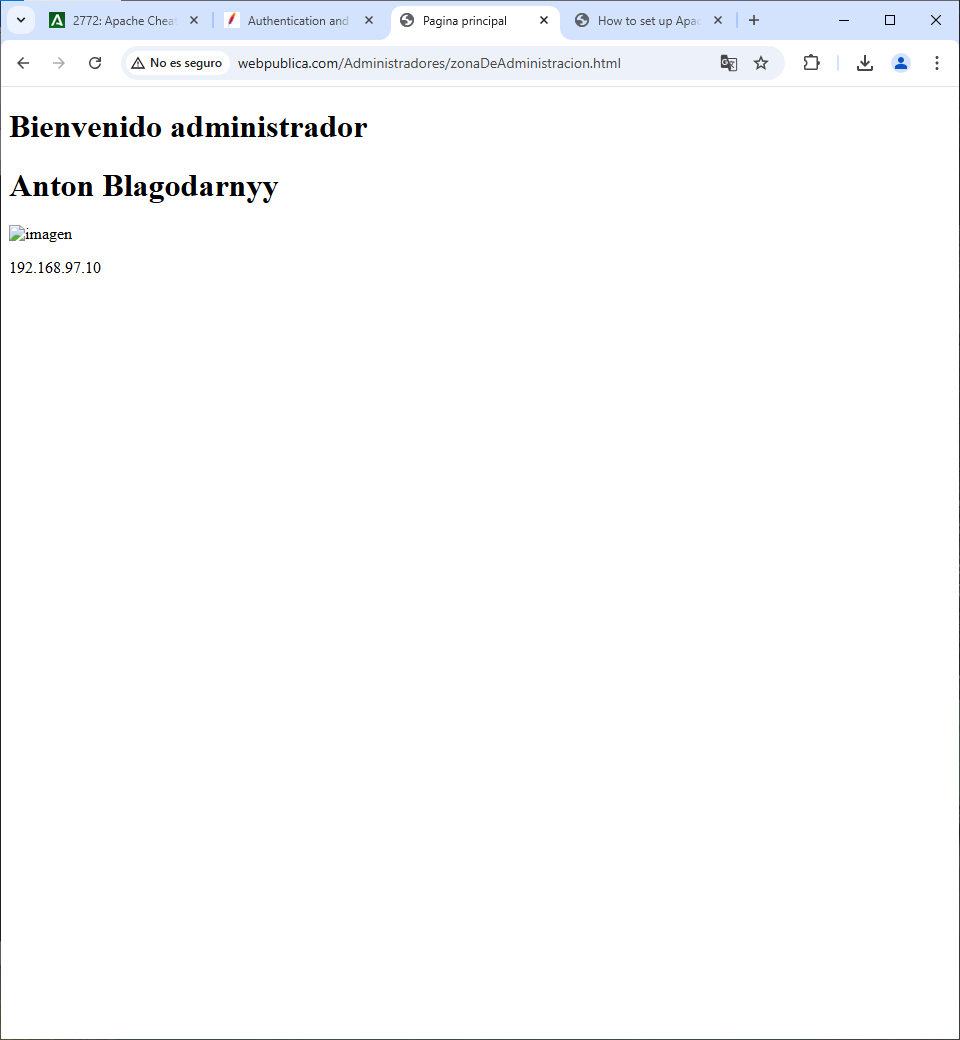 2772: Apache Cheat
Authentication and
Pagina principal
How to set up Apac
No es seguro
webpublica.com/Administradores/zonaDeAdministracion.html
Bienvenido administrador
Anton Blagodarnyy
imagen
192.168.97.10